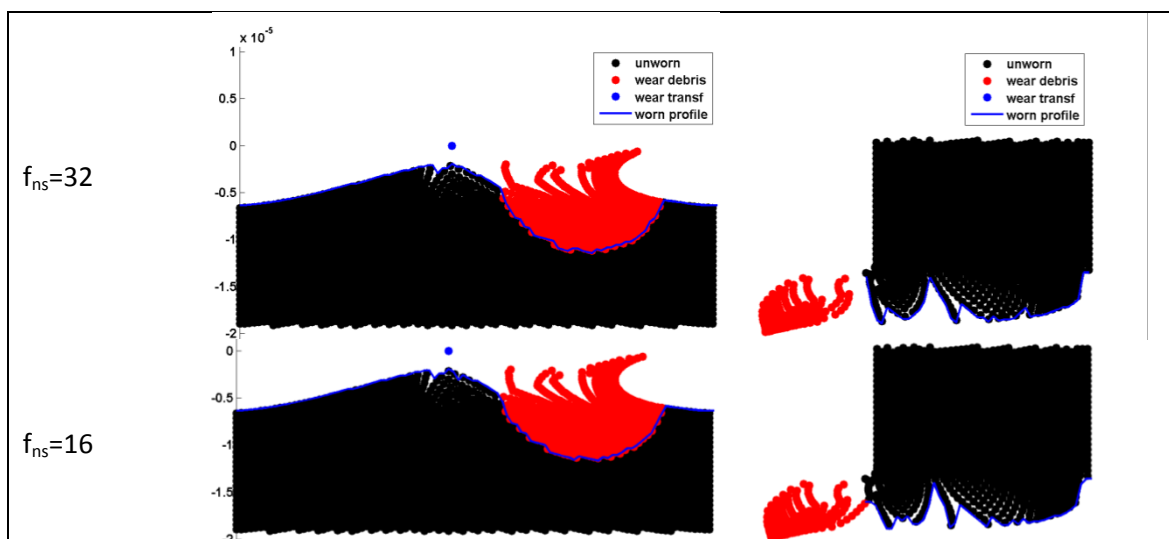 x 10⁻⁵
1
unworn
wear debris
wear transf
worn profile
unworn
wear debris
wear transf
worn profile
0.5
0
fns=32
-0.5
-1
-1.5
-2
0
-0.5
fns=16
-1
-1.5
-2